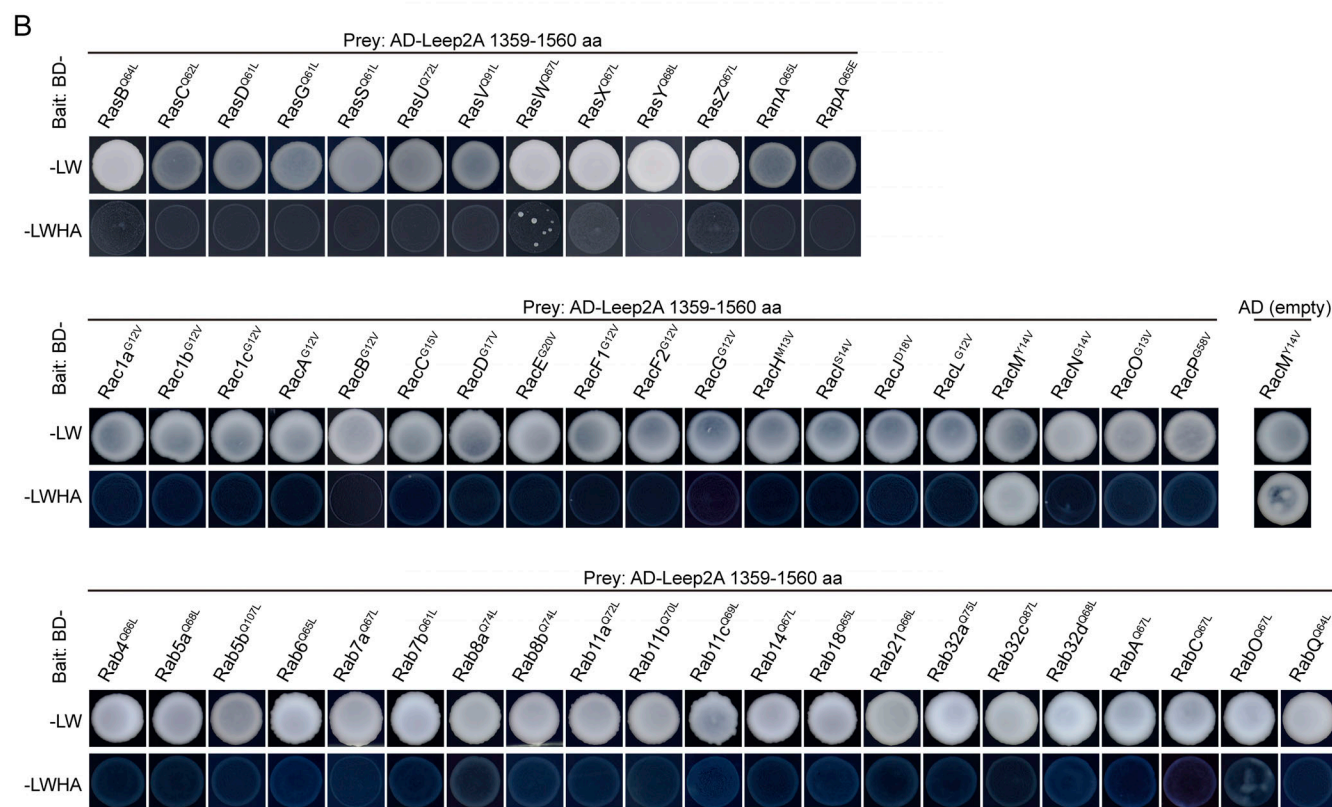 B
Prey: AD-Leep2A 1359-1560 aa
Bait: BD-
RasB^Q64L RasC^Q62L RasD^Q61L RasG^Q61L RasS^Q61L RasU^Q72L RasV^Q91L RasW^Q67L RasX^Q67L RasY^Q68L RasZ^Q67L RanA^Q65L RapA^Q65E
-LW
-LWHA
Prey: AD-Leep2A 1359-1560 aa AD (empty)
Bait: BD-
Rac1a^G12V Rac1b^G12V Rac1c^G12V RacA^G12V RacB^G12V RacC^G15V RacD^G17V RacE^G20V RacF1^G12V RacF2^G12V RacG^G12V RacH^M13V RacI^S14V RacJ^D18V RacL^G12V RacM^Y14V RacN^G14V RacO^G13V RacP^G58V RacM^Y14V
-LW
-LWHA
Prey: AD-Leep2A 1359-1560 aa
Bait: BD-
Rab4^Q66L Rab5a^Q68L Rab5b^Q107L Rab6^Q65L Rab7a^Q67L Rab7b^Q61L Rab8a^Q74L Rab8b^Q74L Rab11a^Q72L Rab11b^Q70L Rab11c^Q69L Rab14^Q67L Rab18^Q65L Rab21^Q66L Rab32a^Q75L Rab32c^Q87L Rab32d^Q68L RabA^Q67L RabC^Q67L RabO^Q67L RabQ^Q64L
-LW
-LWHA